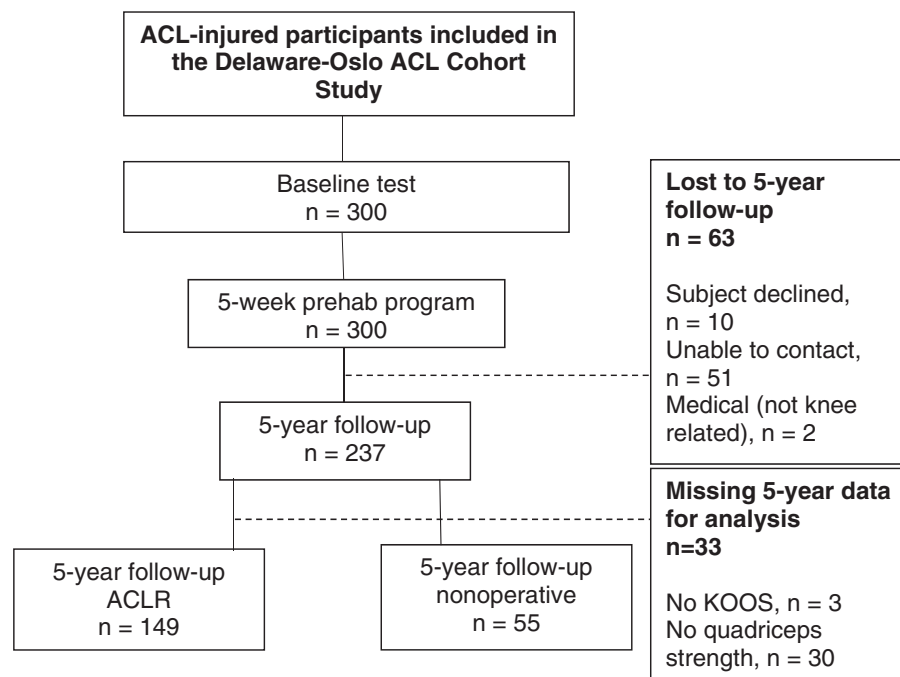 ACL-injured participants included in
the Delaware-Oslo ACL Cohort
Study
Baseline test
n = 300
5-week prehab program
n = 300
Lost to 5-year
follow-up
n = 63
Subject declined,
n = 10
Unable to contact,
n = 51
Medical (not knee
related), n = 2
5-year follow-up
n = 237
Missing 5-year data
for analysis
n=33
No KOOS, n = 3
No quadriceps
strength, n = 30
5-year follow-up
ACLR
n = 149
5-year follow-up
nonoperative
n = 55